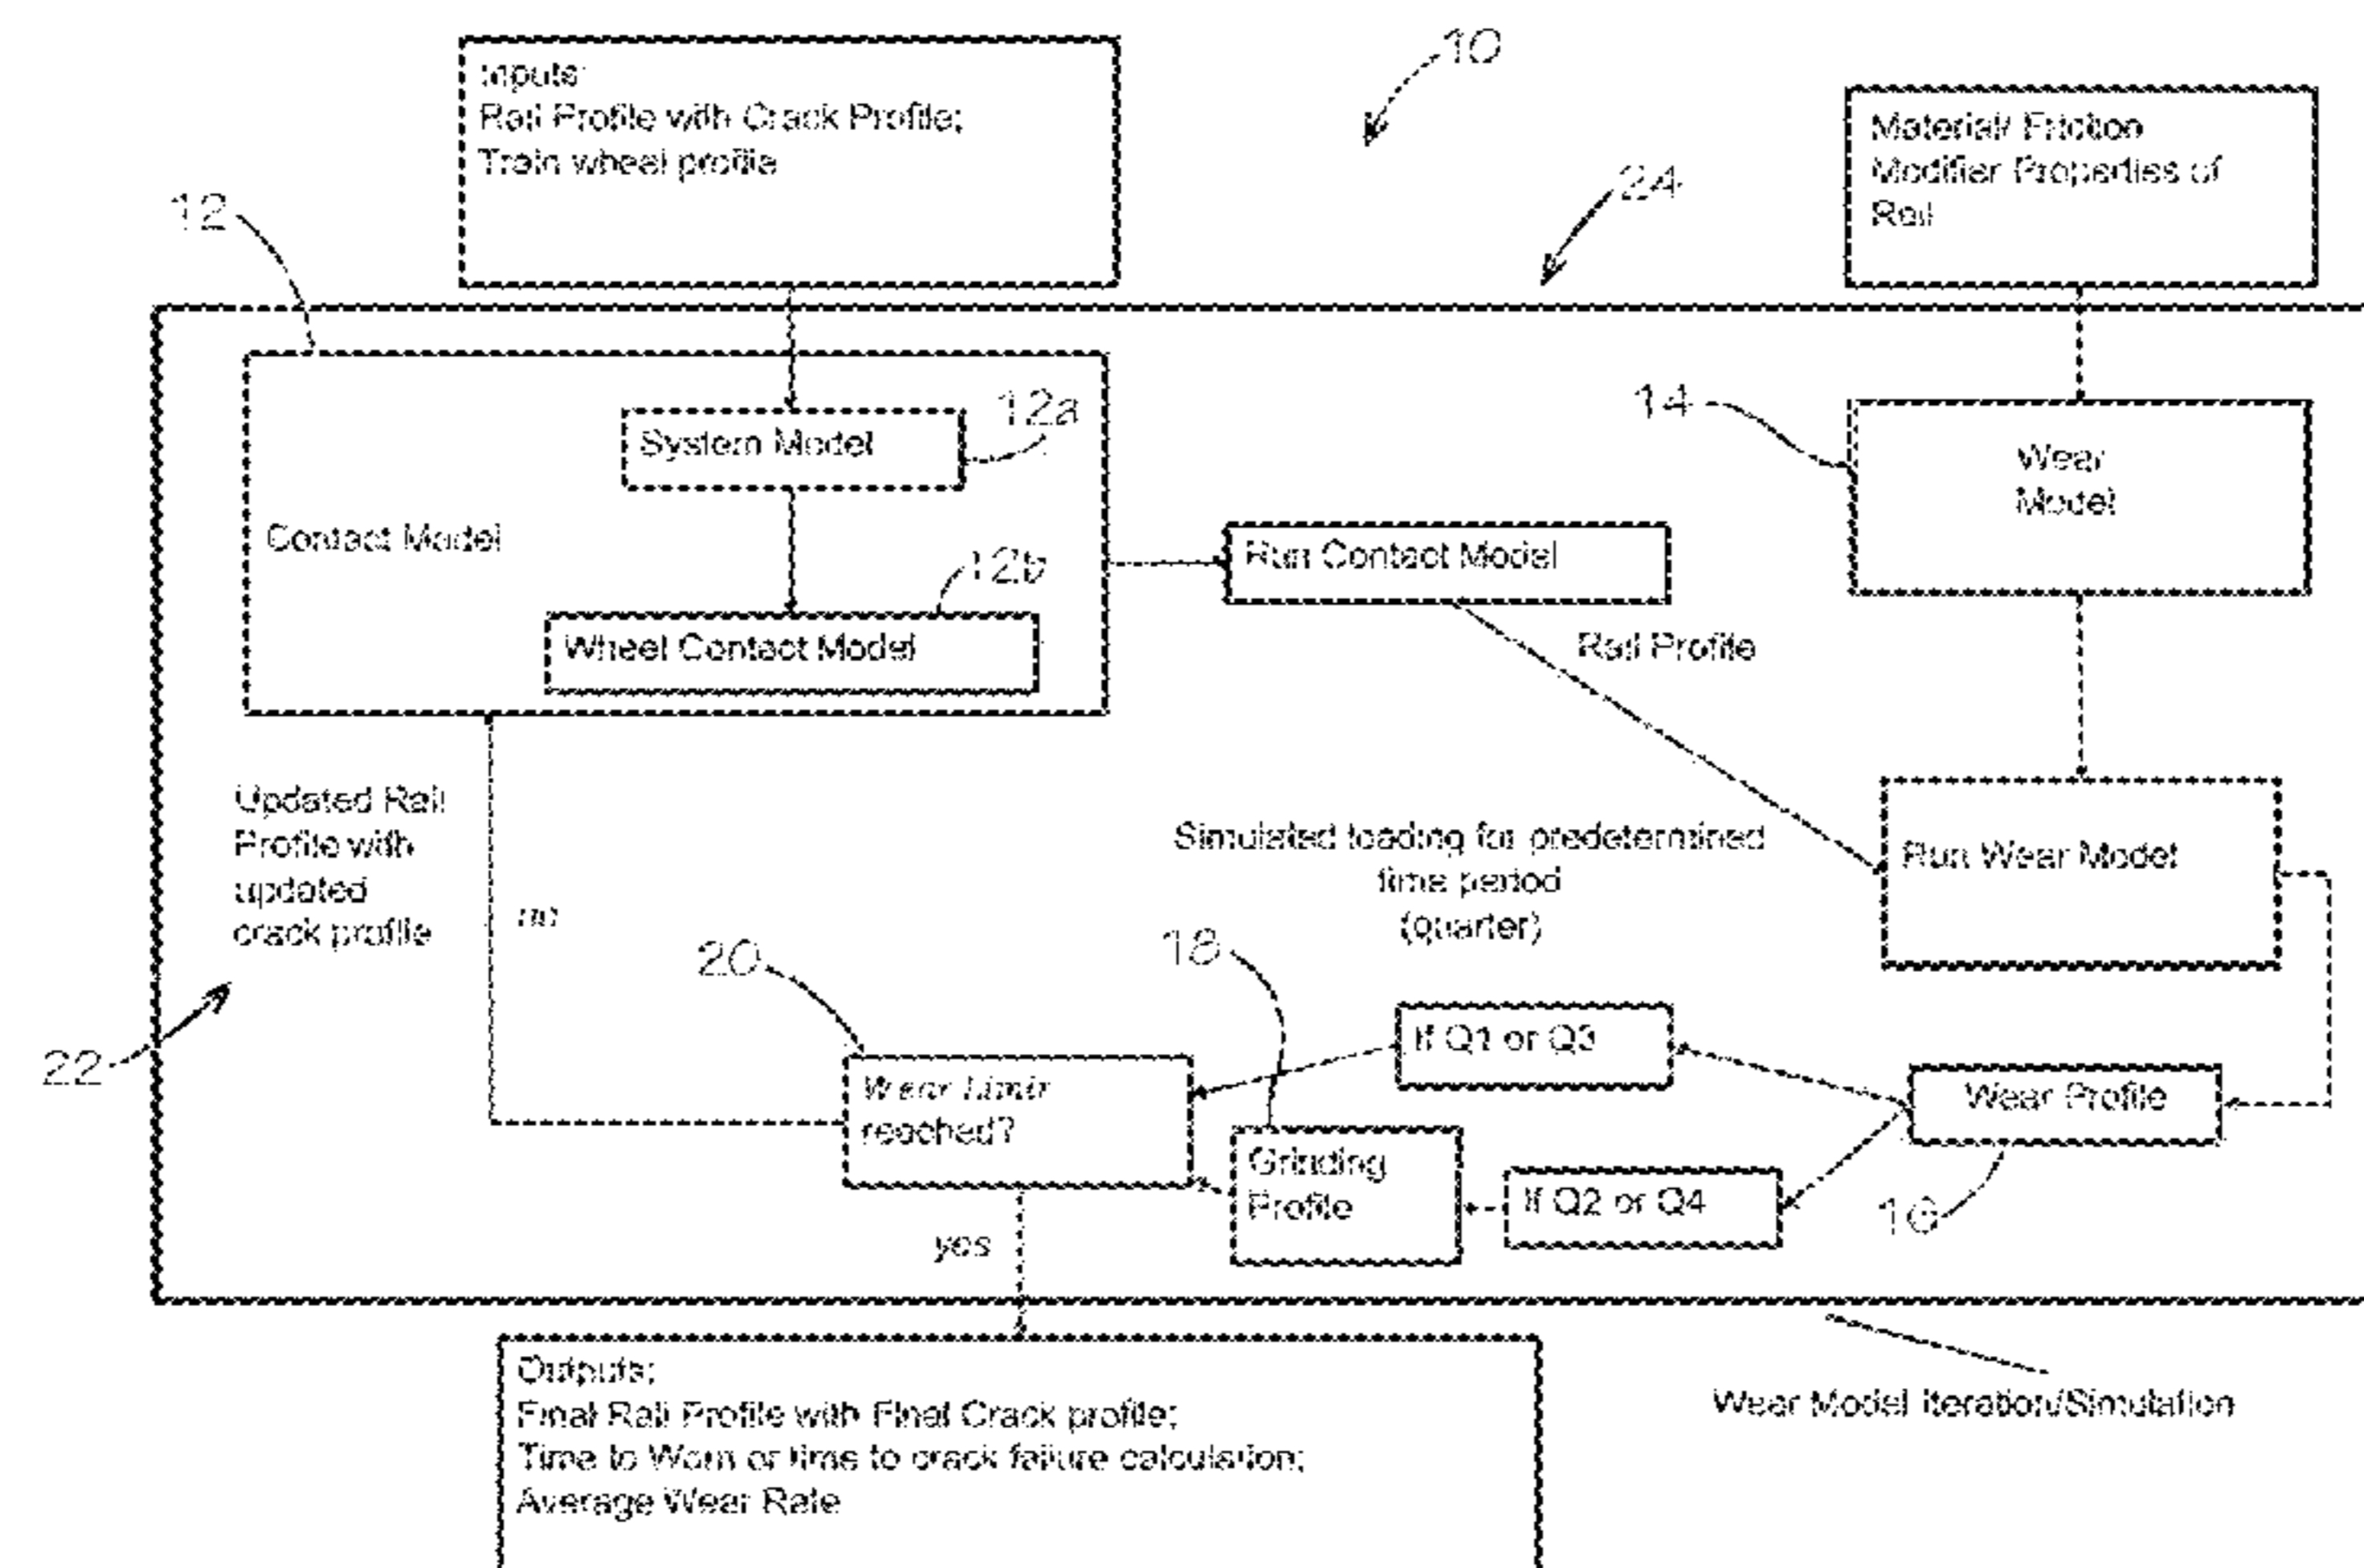 10
Inputs:
Rail Profile with Crack Profile;
Train wheel profile
Material/ Friction
Modifier Properties of
Rail
24
12
System Model
12a
Contact Model
12b
Wheel Contact Model
Run Contact Model
14
Wear
Model
Rail Profile
Updated Rail
Profile with
updated
crack profile
no
22
Simulated loading for predetermined
time period
(quarter)
Run Wear Model
20
18
If Q1 or Q3
Wear Limit
reached?
Wear Profile
16
Grinding
Profile
If Q2 or Q4
yes
Outputs;
Final Rail Profile with Final Crack profile;
Time to Worn or time to crack failure calculation;
Average Wear Rate
Wear Model Iteration/Simulation